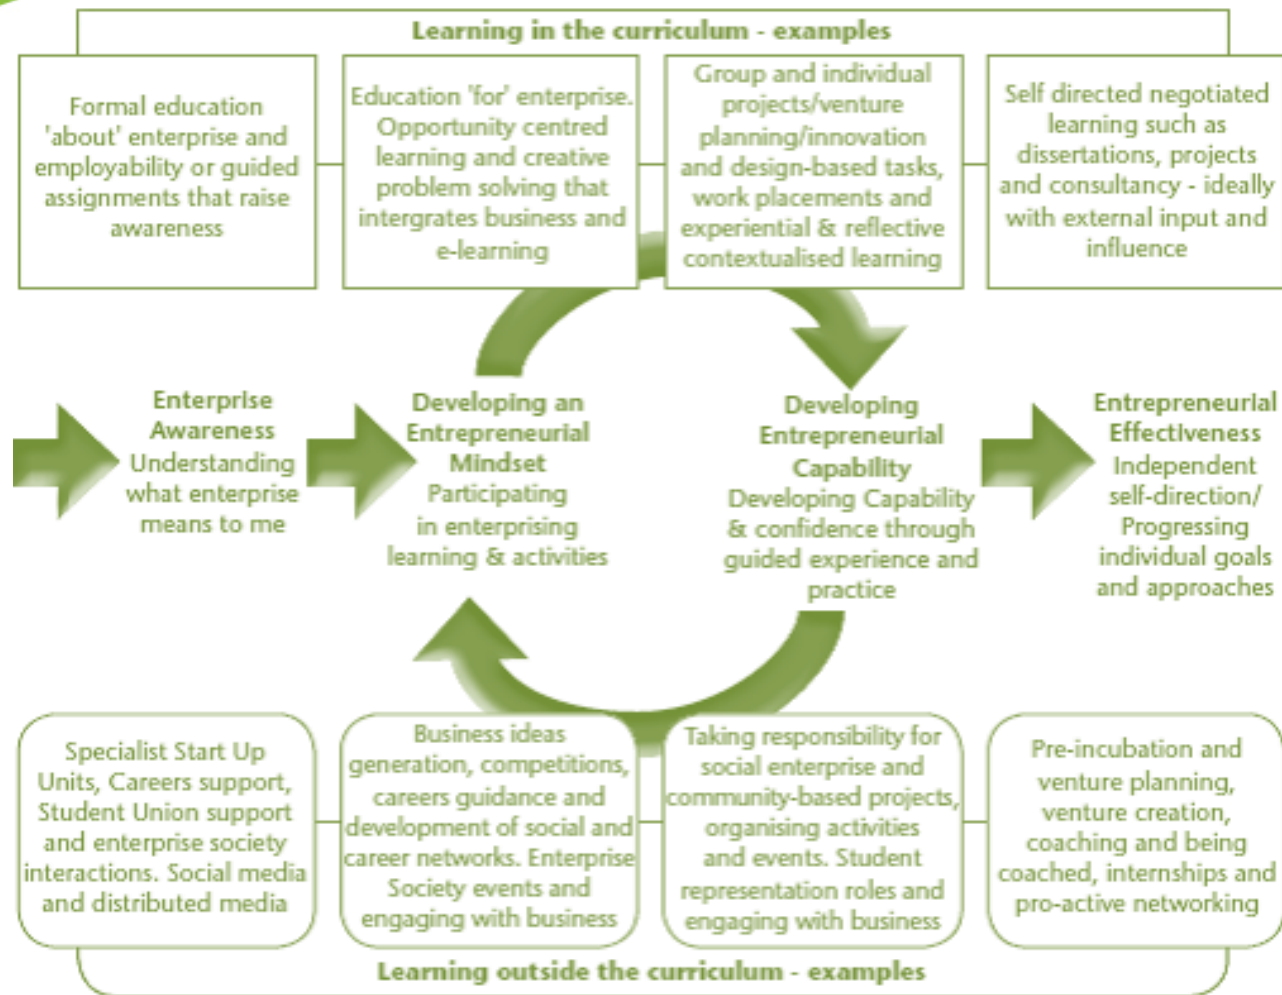 Learning in the curriculum - examples
Formal education
'about' enterprise and
employability or guided
assignments that raise
awareness
Education 'for' enterprise.
Opportunity centred
learning and creative
problem solving that
intergrates business and
e-learning
Group and individual
projects/venture
planning/innovation
and design-based tasks,
work placements and
experiential & reflective
contextualised learning
Self directed negotiated
learning such as
dissertations, projects
and consultancy - ideally
with external input and
influence
Enterprise
Awareness
Understanding
what enterprise
means to me
Developing an
Entrepreneurial
Mindset
Participating
in enterprising
learning & activities
Developing
Entrepreneurial
Capability
Developing Capability
& confidence through
guided experience and
practice
Entrepreneurial
Effectiveness
Independent
self-direction/
Progressing
individual goals
and approaches
Specialist Start Up
Units, Careers support,
Student Union support
and enterprise society
interactions. Social media
and distributed media
Business ideas
generation, competitions,
careers guidance and
development of social and
career networks. Enterprise
Society events and
engaging with business
Taking responsibility for
social enterprise and
community-based projects,
organising activities
and events. Student
representation roles and
engaging with business
Pre-incubation and
venture planning,
venture creation,
coaching and being
coached, internships and
pro-active networking
Learning outside the curriculum - examples